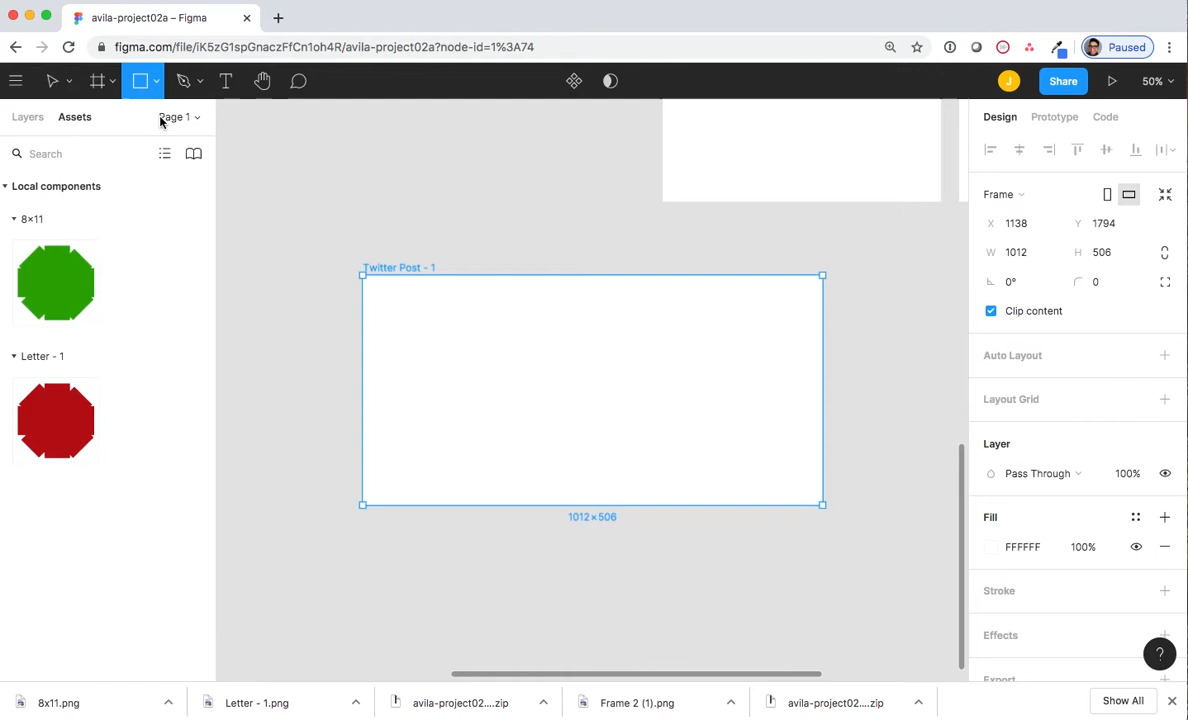 avila-project02a – Figma
figma.com/file/iK5zG1spGnaczFfCn1oh4R/avila-project02a?node-id=1%3A74
Paused
J
Share
50%
Layers
Assets
Page 1
Design
Prototype
Code
Search
Local components
8×11
Letter - 1
Twitter Post - 1
1012 × 506
Frame
X 1138
Y 1794
W 1012
H 506
0°
0
Clip content
Auto Layout
Layout Grid
Layer
Pass Through
100%
Fill
FFFFFF
100%
Stroke
Effects
Export
?
8x11.png
Letter - 1.png
avila-project02....zip
Frame 2 (1).png
avila-project02....zip
Show All